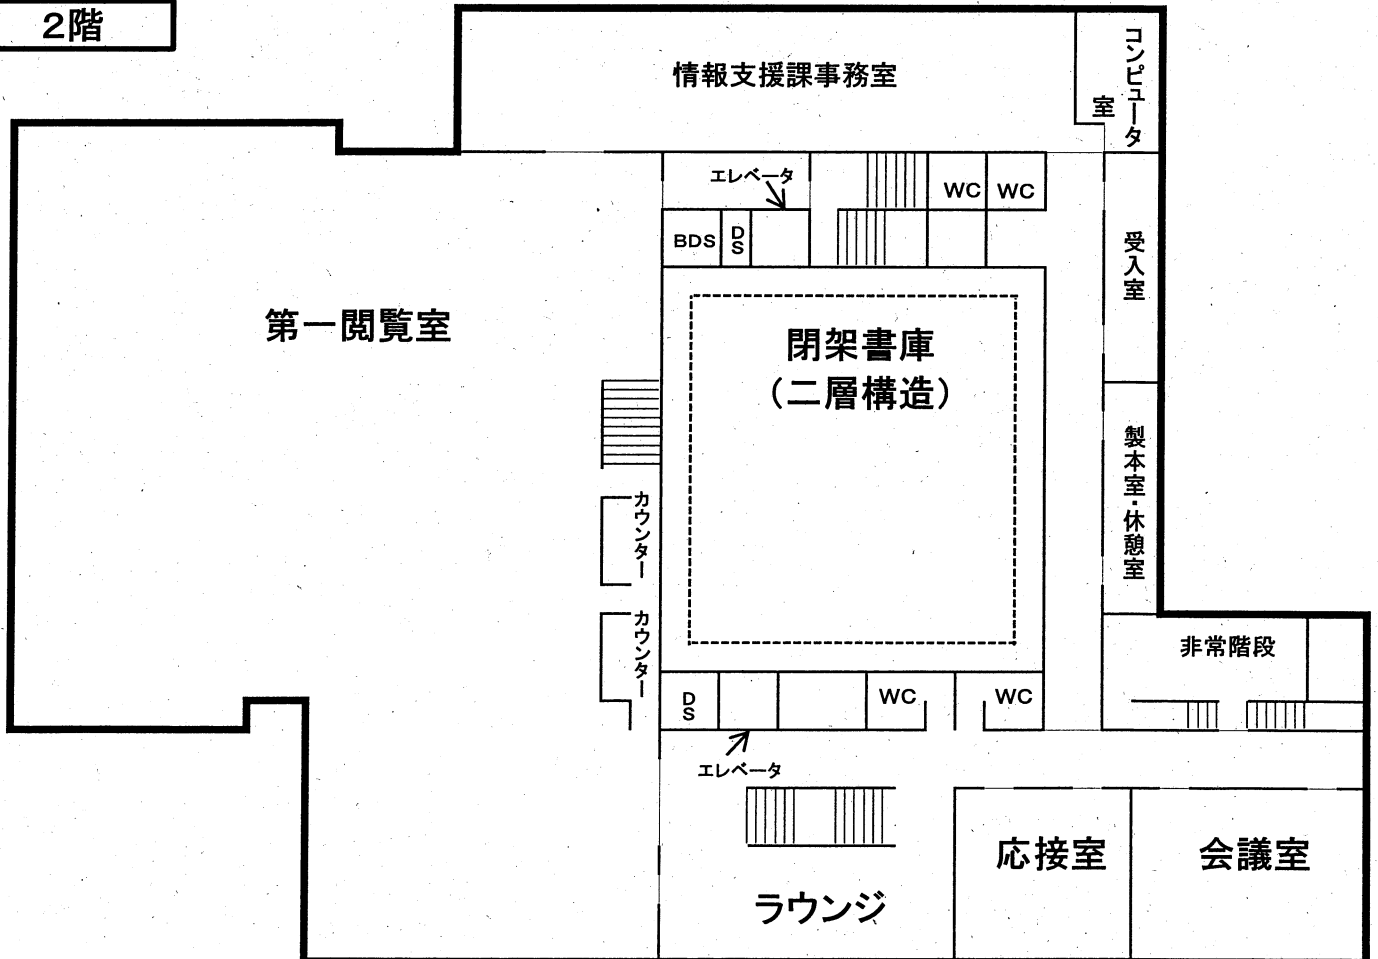 2階
情報支援課事務室
コンピュータ
室
エレベータ
WC
WC
BDS
DS
受入室
第一閲覧室
閉架書庫
(二層構造)
製本室・休憩室
カウンター
カウンター
非常階段
DS
WC
WC
エレベータ
応接室
会議室
ラウンジ